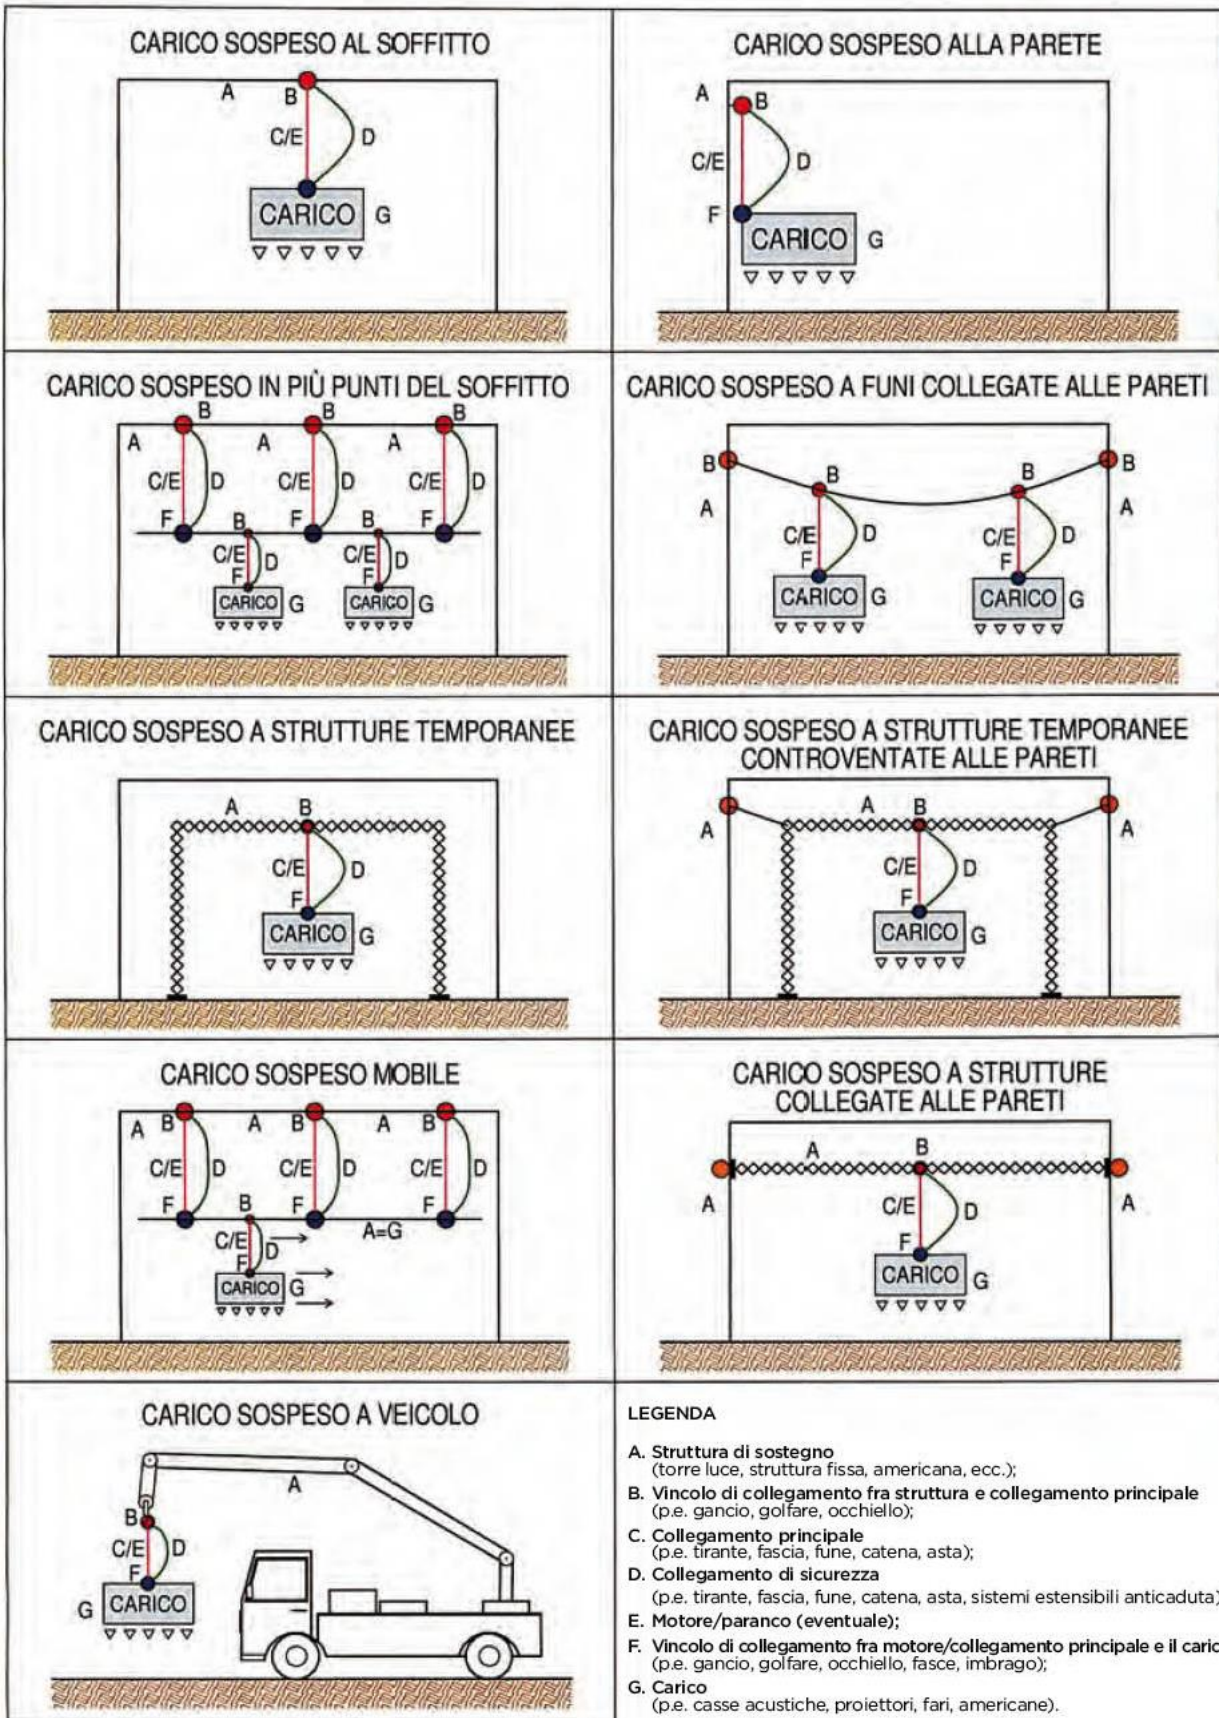 CARICO SOSPESO AL SOFFITTO
A
B
C/E
D
CARICO
G
CARICO SOSPESO ALLA PARETE
A
B
C/E
D
F
CARICO
G
CARICO SOSPESO IN PIÙ PUNTI DEL SOFFITTO
B
B
B
A
A
A
C/E
D
C/E
D
C/E
D
F
B
F
B
F
C/E
D
C/E
D
F
F
CARICO
G
CARICO
G
CARICO SOSPESO A FUNI COLLEGATE ALLE PARETI
B
B
B
B
A
A
C/E
D
C/E
D
F
F
CARICO
G
CARICO
G
CARICO SOSPESO A STRUTTURE TEMPORANEE
A
B
C/E
D
F
CARICO
G
CARICO SOSPESO A STRUTTURE TEMPORANEE
CONTROVENTATE ALLE PARETI
A
B
A
A
C/E
D
F
CARICO
G
CARICO SOSPESO MOBILE
A
B
A
B
A
B
C/E
D
C/E
D
C/E
D
F
B
F
F
A=G
C/E
D
F
CARICO
G
CARICO SOSPESO A STRUTTURE
COLLEGATE ALLE PARETI
A
B
A
A
C/E
D
F
CARICO
G
CARICO SOSPESO A VEICOLO
A
B
C/E
D
F
G
CARICO
LEGENDA
A. Struttura di sostegno
(torre luce, struttura fissa, americana, ecc.);
B. Vincolo di collegamento fra struttura e collegamento principale
(p.e. gancio, golfare, occhiello);
C. Collegamento principale
(p.e. tirante, fascia, fune, catena, asta);
D. Collegamento di sicurezza
(p.e. tirante, fascia, fune, catena, asta, sistemi estensibili anticaduta)
E. Motore/paranco (eventuale);
F. Vincolo di collegamento fra motore/collegamento principale e il caric
(p.e. gancio, golfare, occhiello, fasce, imbrago);
G. Carico
(p.e. casse acustiche, proiettori, fari, americane).